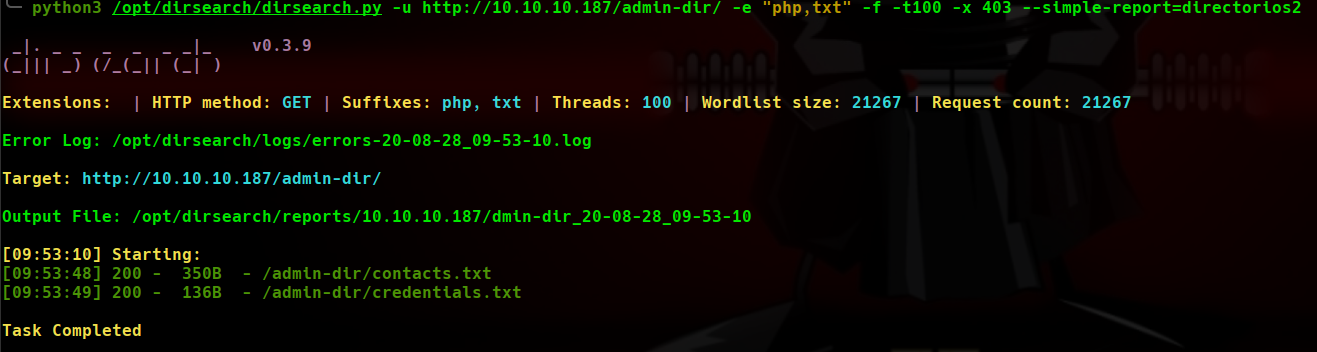 python3 /opt/dirsearch/dirsearch.py -u http://10.10.10.187/admin-dir/ -e "php,txt" -f -t100 -x 403 --simple-report=directorios2
_|. _ _  _  _  _ _|_    v0.3.9
(_||| _) (/_(_|| (_| )
Extensions:  | HTTP method: GET | Suffixes: php, txt | Threads: 100 | Wordlist size: 21267 | Request count: 21267
Error Log: /opt/dirsearch/logs/errors-20-08-28_09-53-10.log
Target: http://10.10.10.187/admin-dir/
Output File: /opt/dirsearch/reports/10.10.10.187/dmin-dir_20-08-28_09-53-10
[09:53:10] Starting:
[09:53:48] 200 -  350B  - /admin-dir/contacts.txt
[09:53:49] 200 -  136B  - /admin-dir/credentials.txt
Task Completed